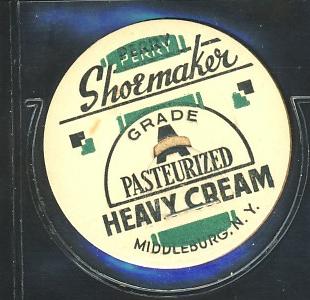 PERRY
Shoemaker
GRADE
A
PASTEURIZED
HEAVY CREAM
MIDDLEBURG, N. Y.